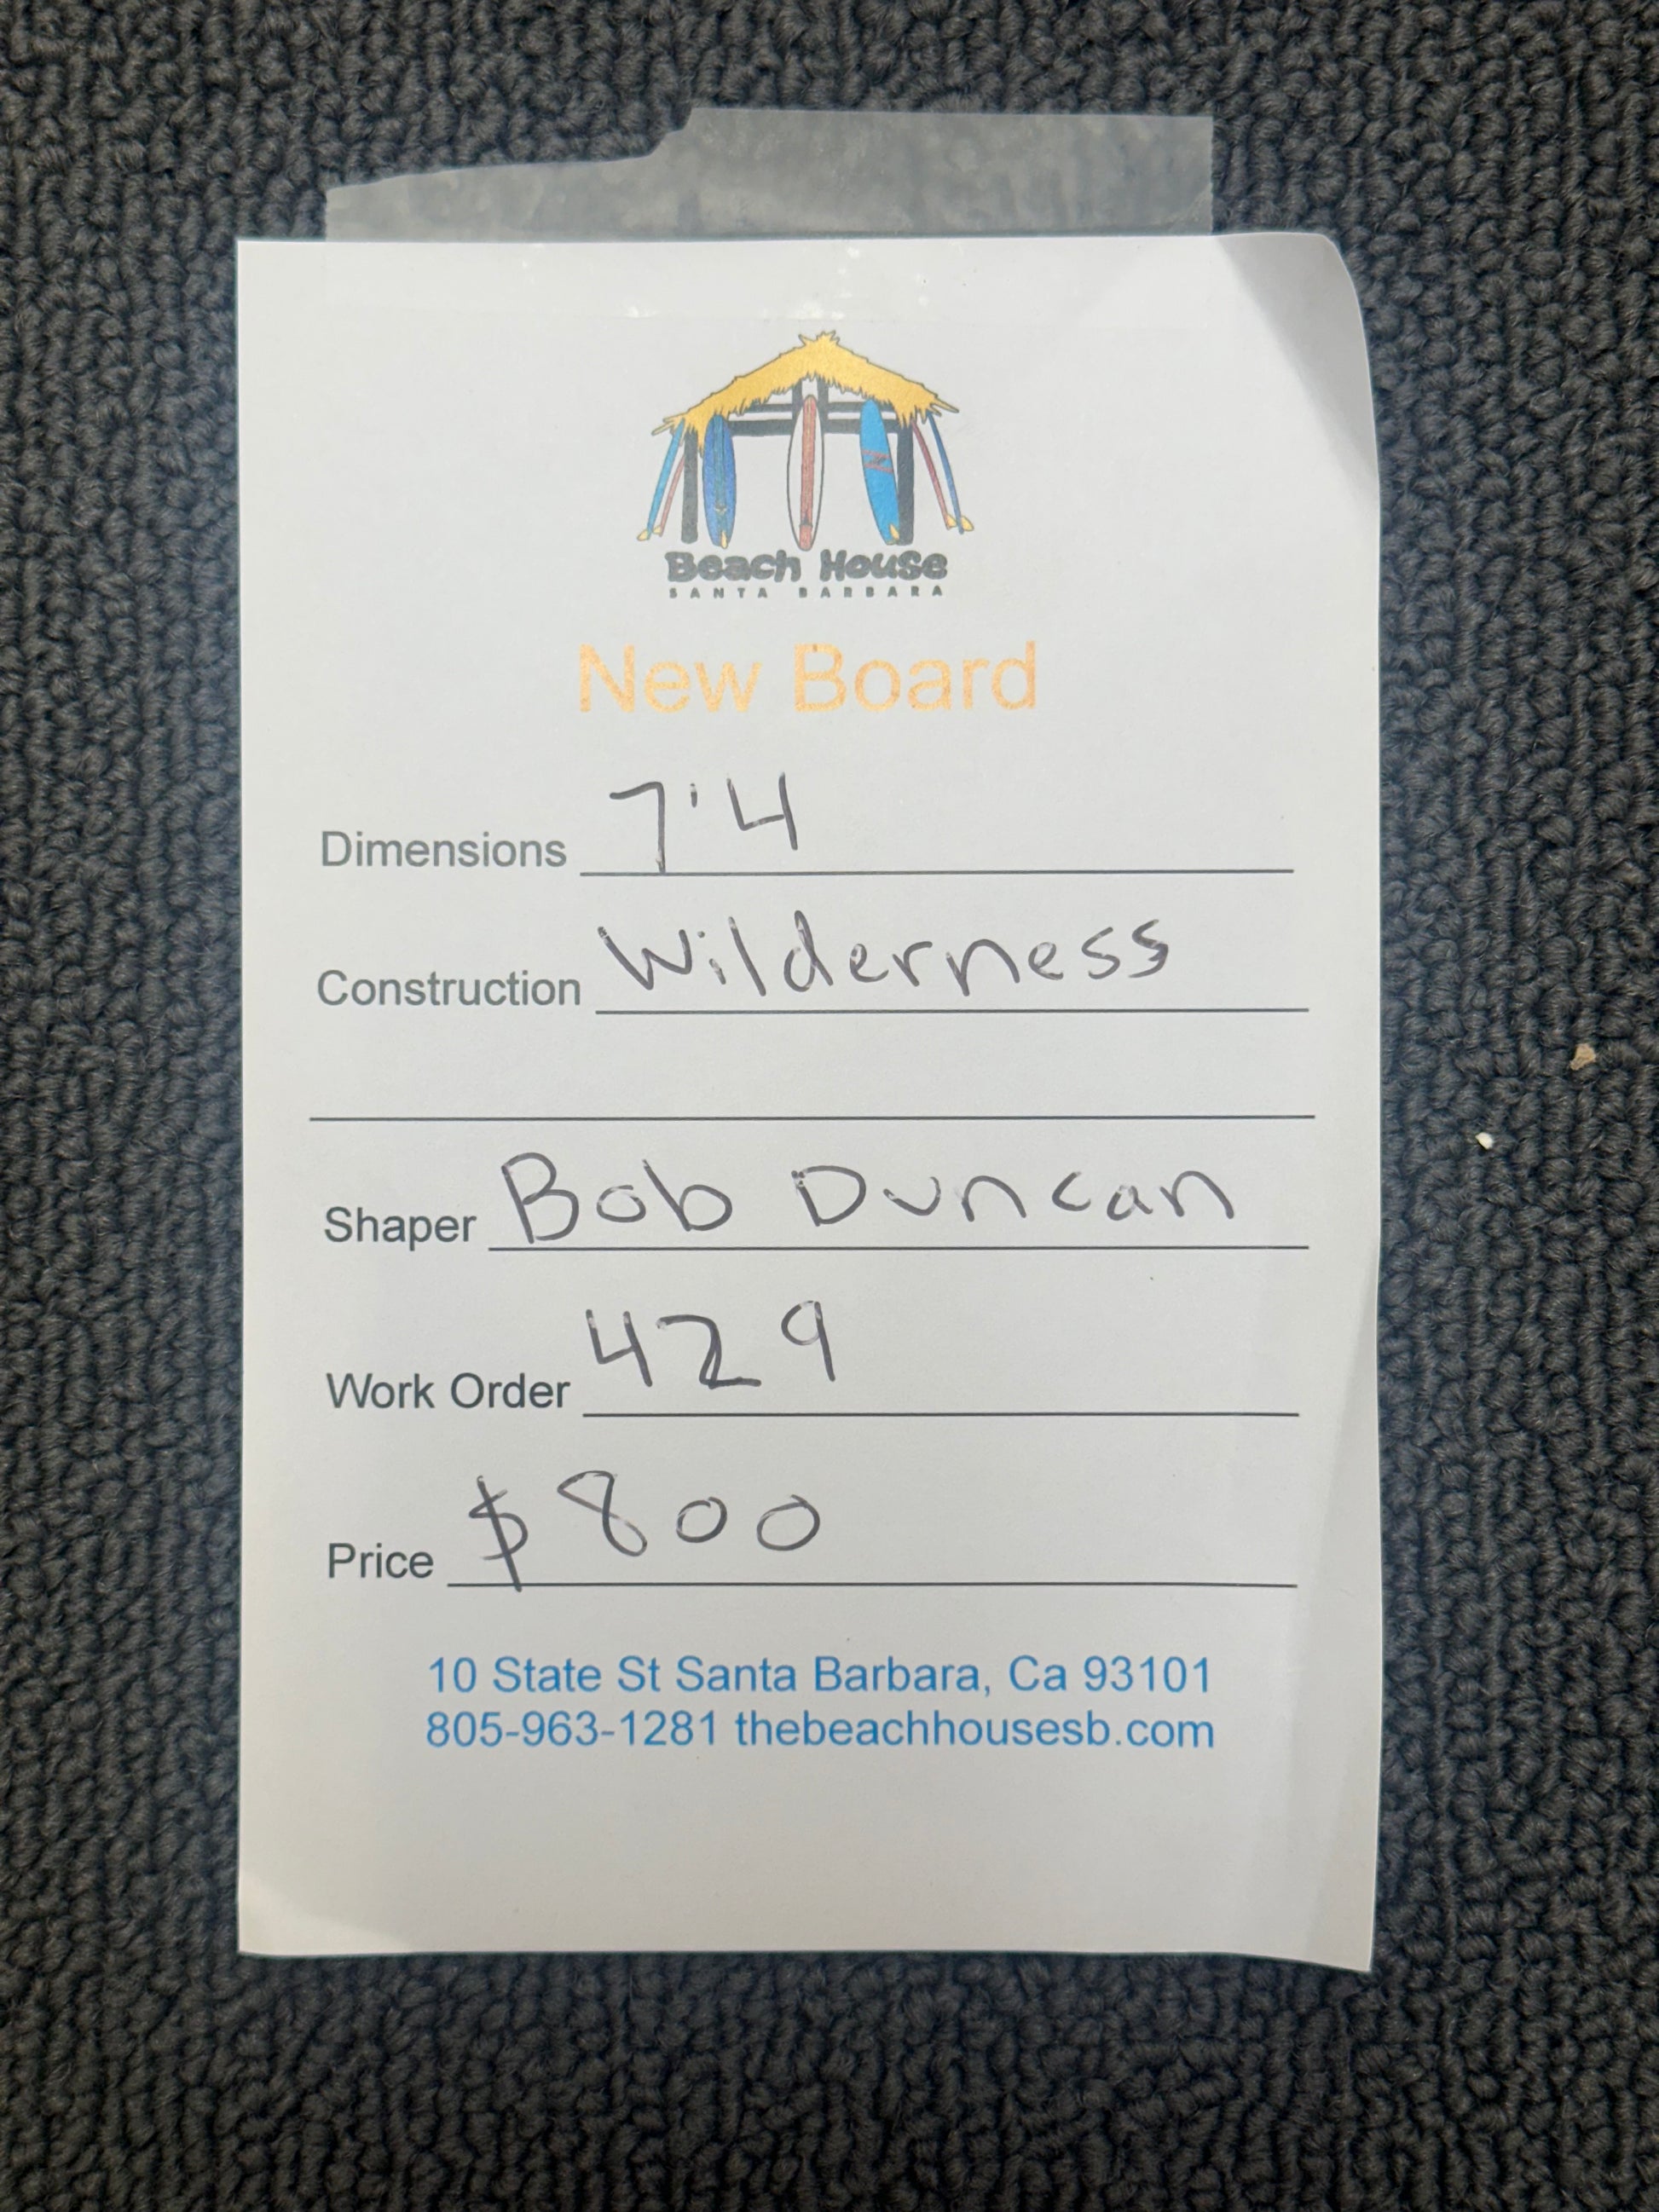 Beach House
SANTA BARBARA
New Board
Dimensions 7'4
Construction Wilderness
Shaper Bob Duncan
Work Order 429
Price $800
10 State St Santa Barbara, Ca 93101
805-963-1281 thebeachhousesb.com